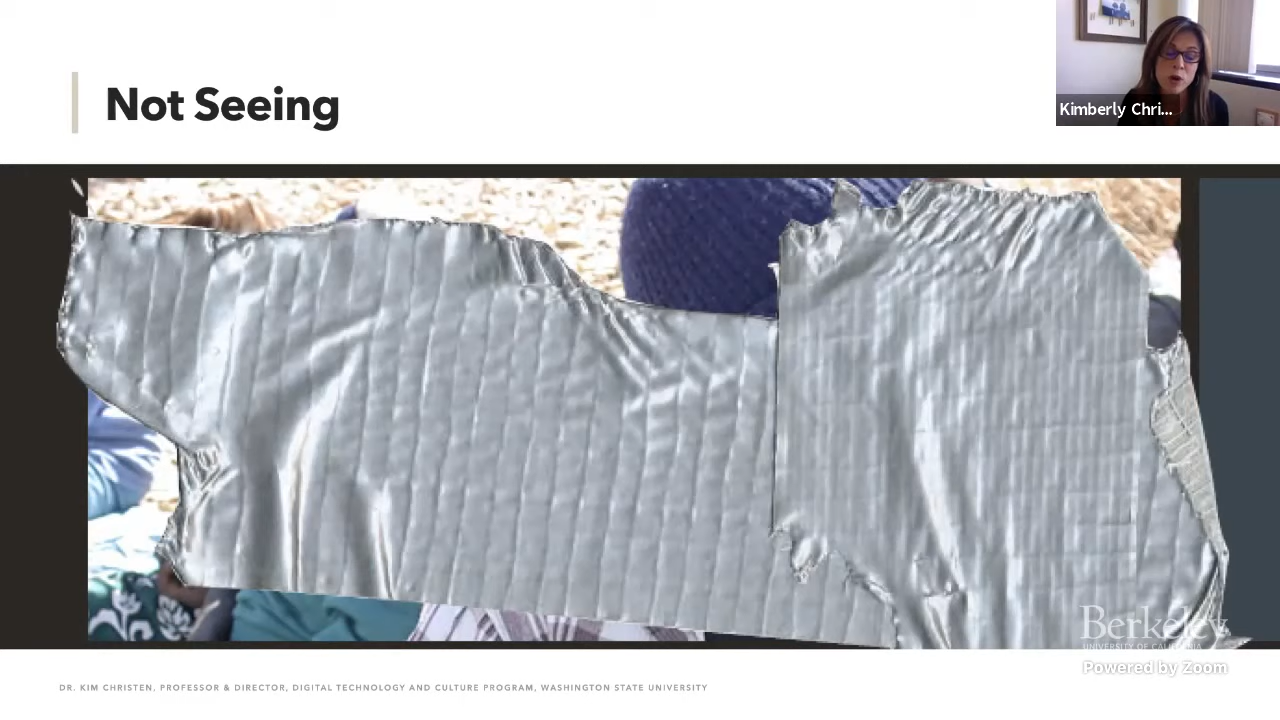 Not Seeing
Kimberly Chri...
Berkeley
UNIVERSITY OF CALIFORNIA
Powered by Zoom
DR. KIM CHRISTEN, PROFESSOR & DIRECTOR, DIGITAL TECHNOLOGY AND CULTURE PROGRAM, WASHINGTON STATE UNIVERSITY